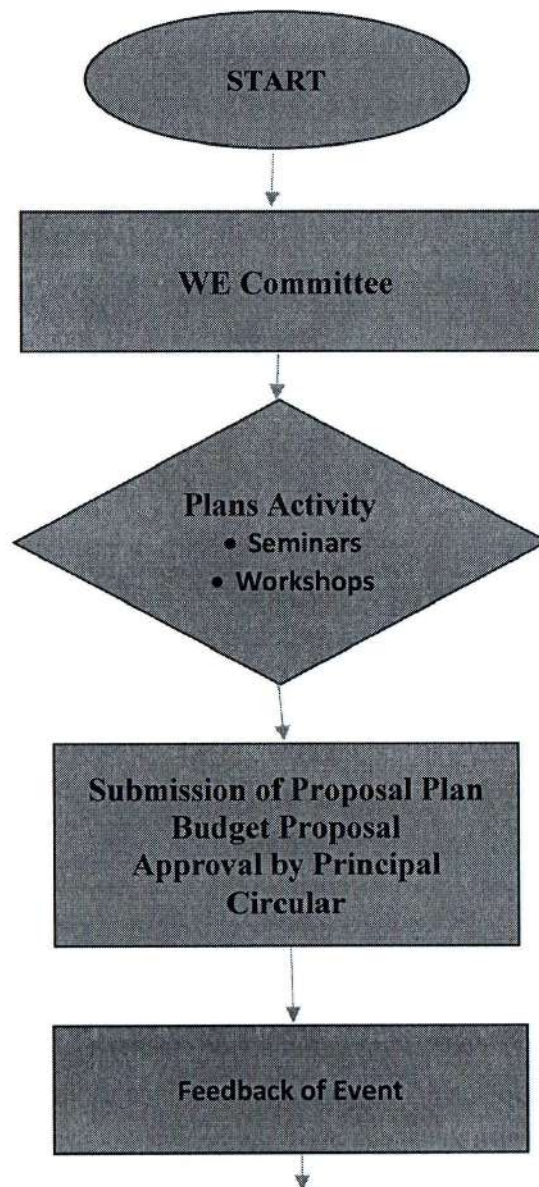 START
WE Committee
Plans Activity
• Seminars
• Workshops
Submission of Proposal Plan
Budget Proposal
Approval by Principal
Circular
Feedback of Event